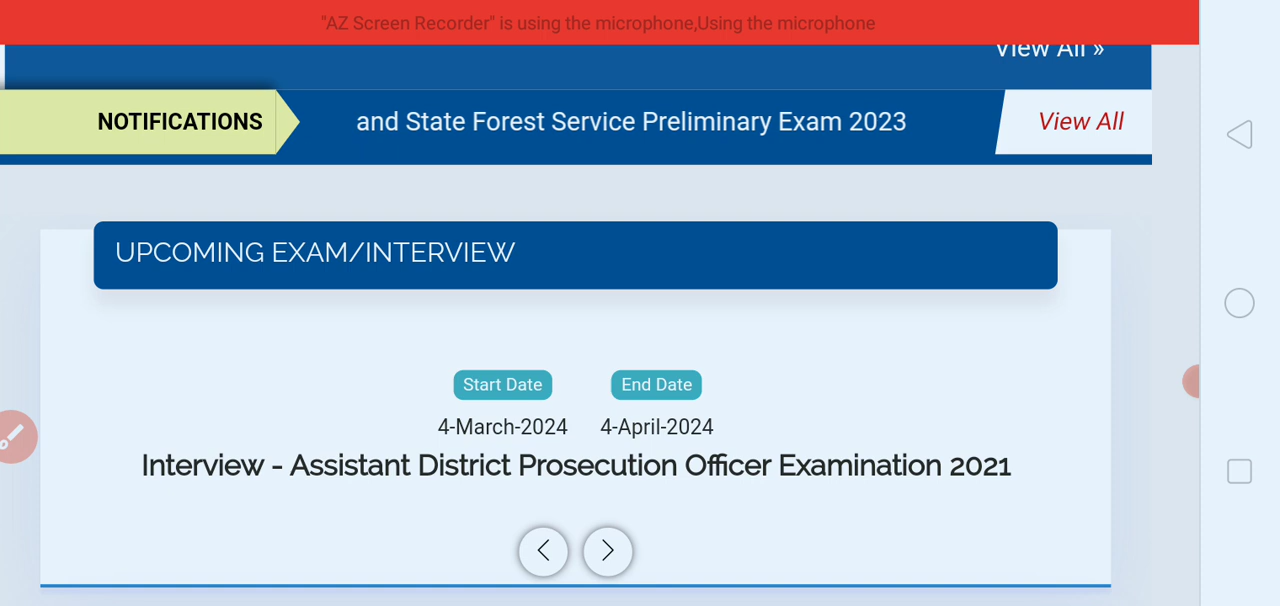 "AZ Screen Recorder" is using the microphone,Using the microphone
View All »
NOTIFICATIONS
and State Forest Service Preliminary Exam 2023
View All
UPCOMING EXAM/INTERVIEW
Start Date End Date
4-March-2024 4-April-2024
Interview - Assistant District Prosecution Officer Examination 2021